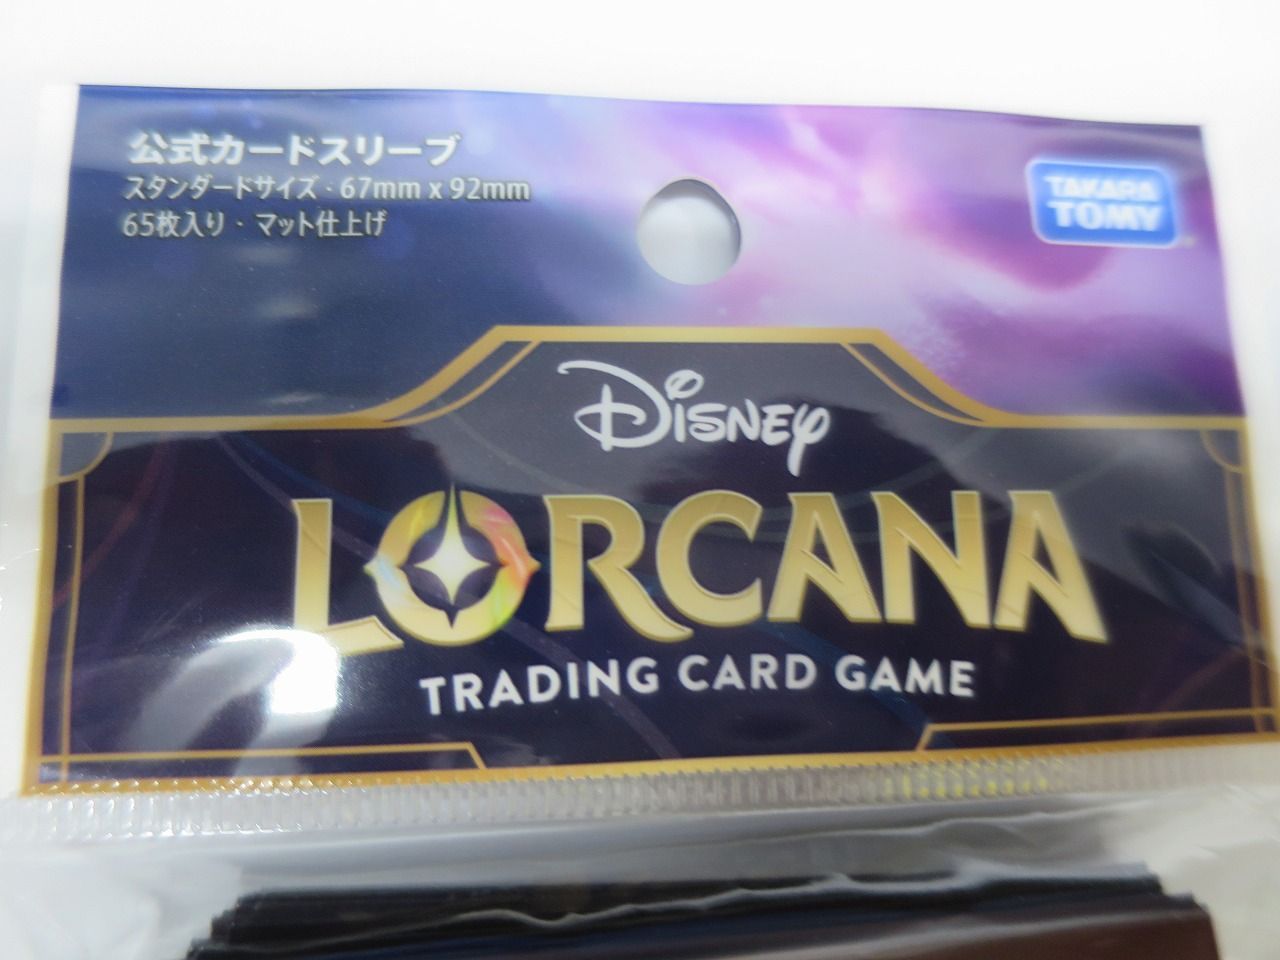 公式カードスリーブ
スタンダードサイズ・67mm x 92mm
65枚入り・マット仕上げ
TAKARA
TOMY
Disney
LORCANA
TRADING CARD GAME